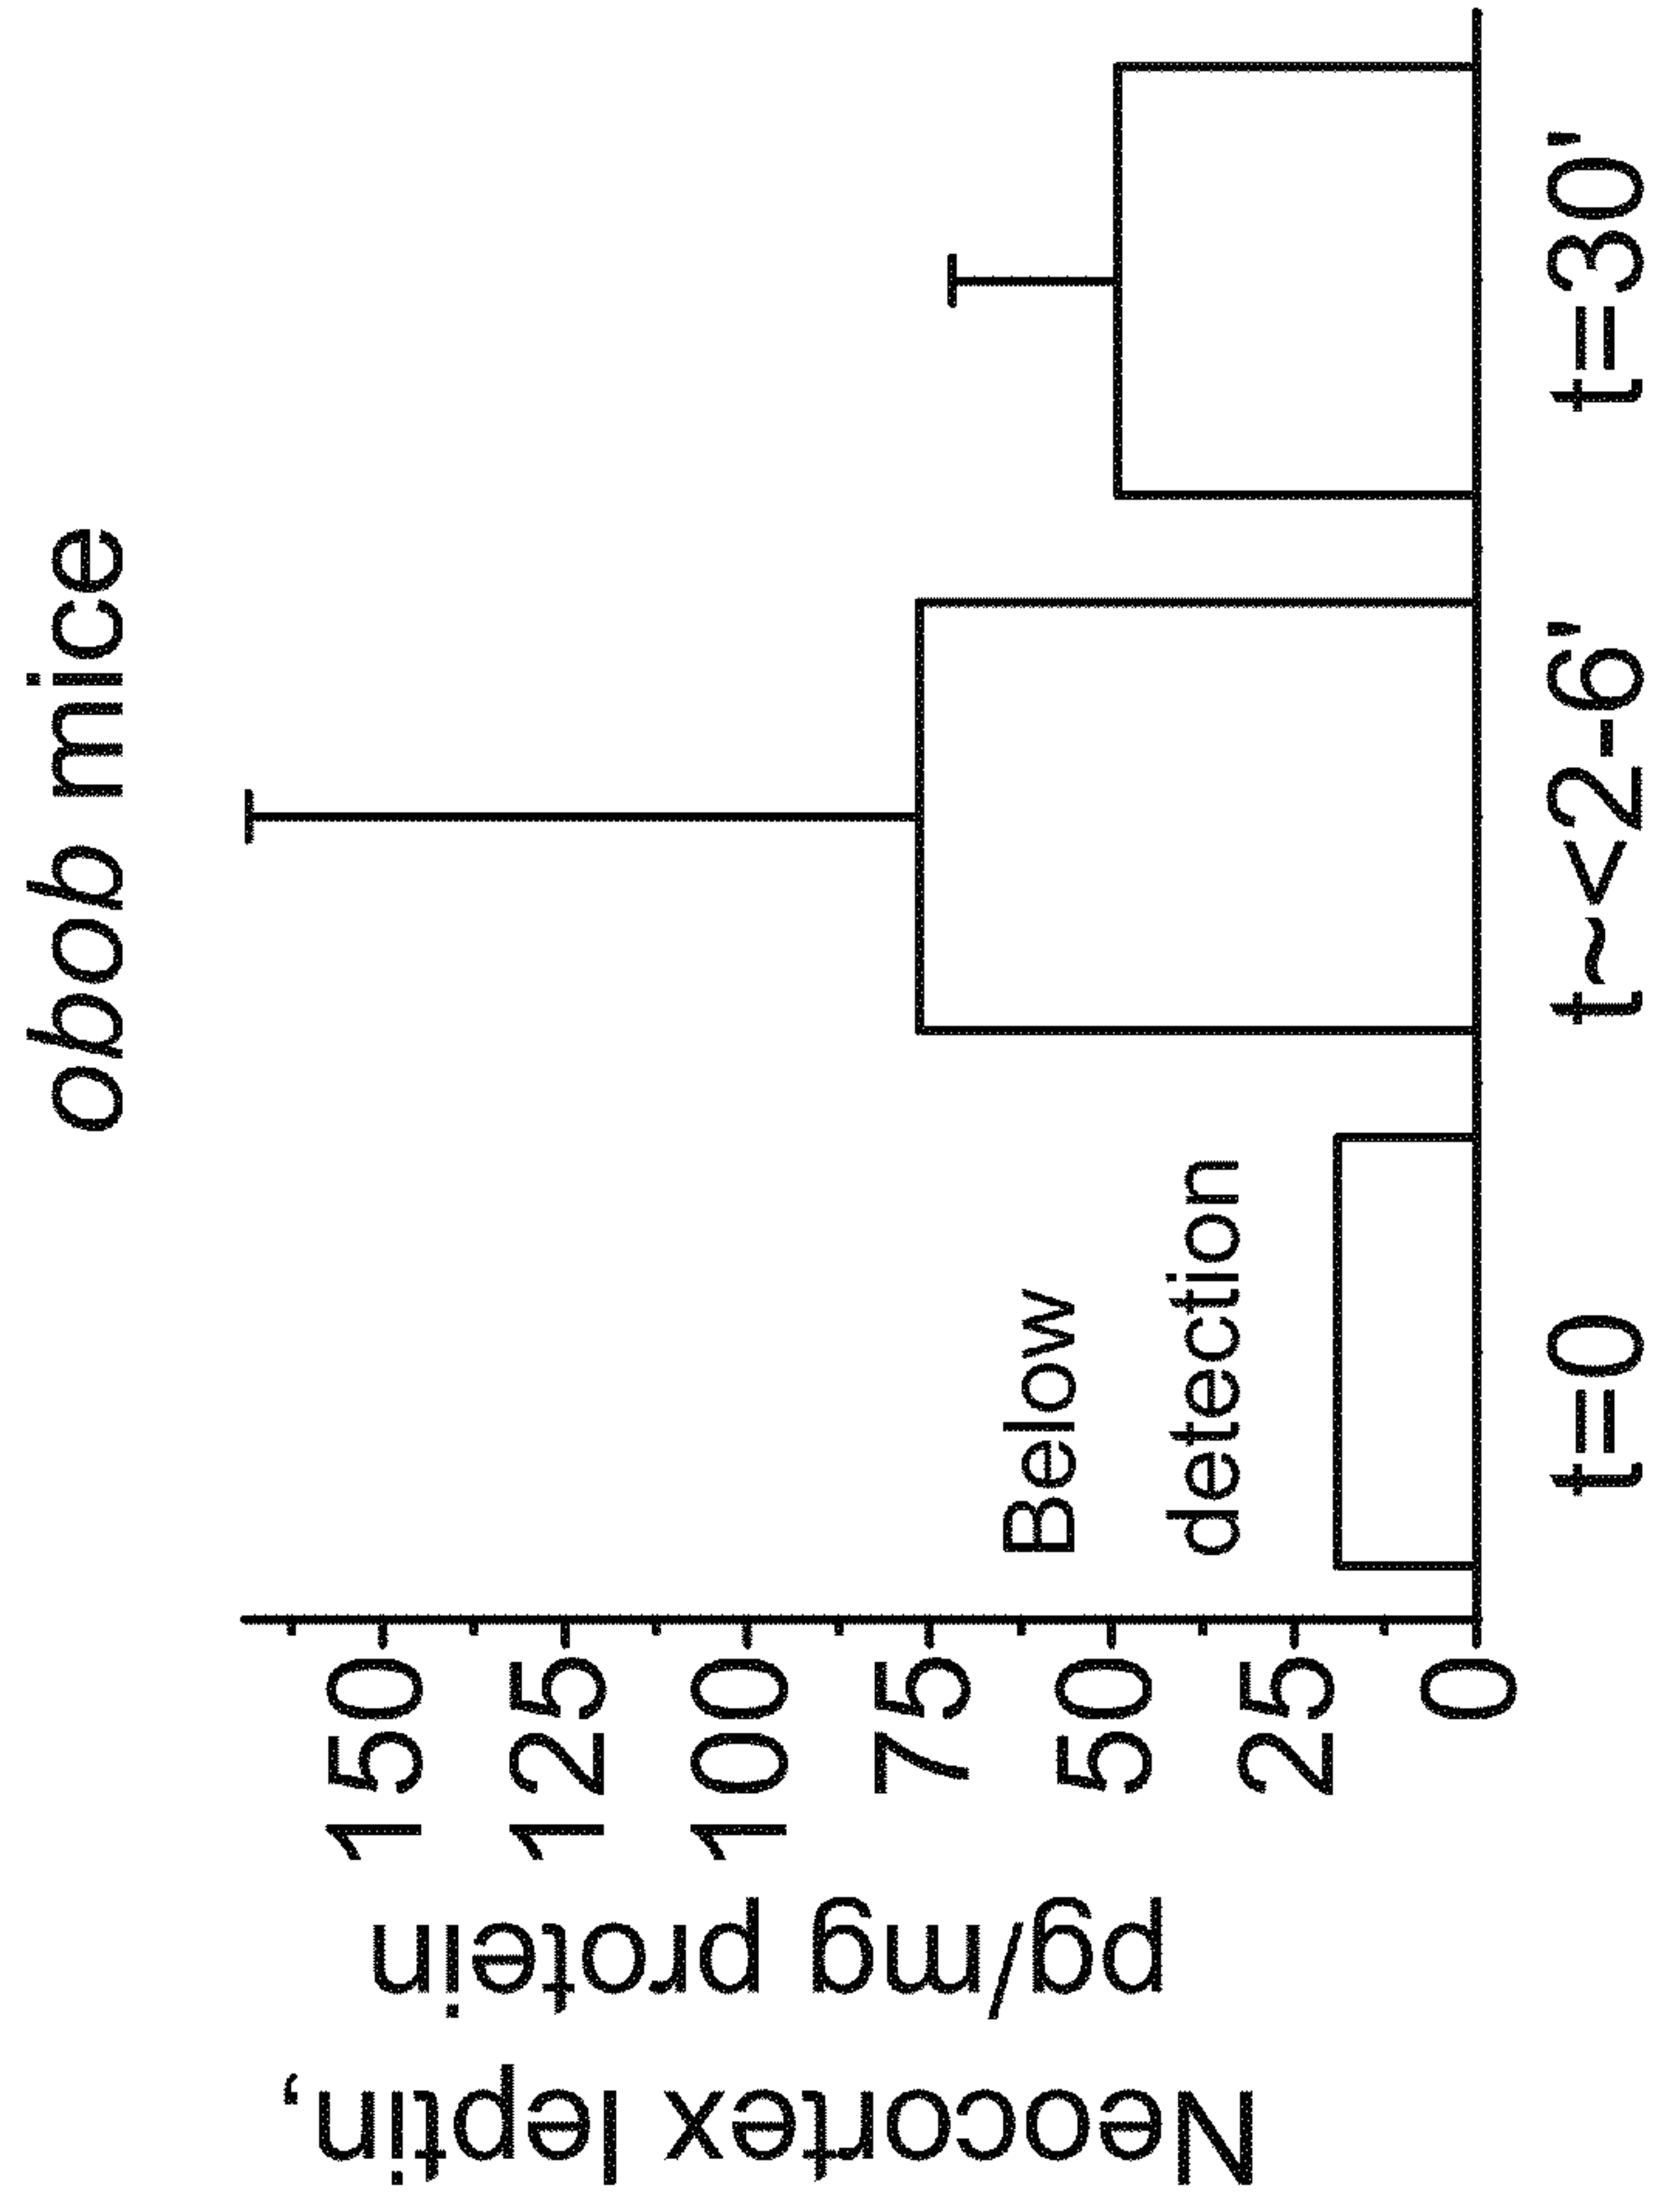 obob mice
Neocortex leptin,
pg/mg protein
150
125
100
75
50
25
0
Below
detection
t=0
t~<2-6'
t=30'